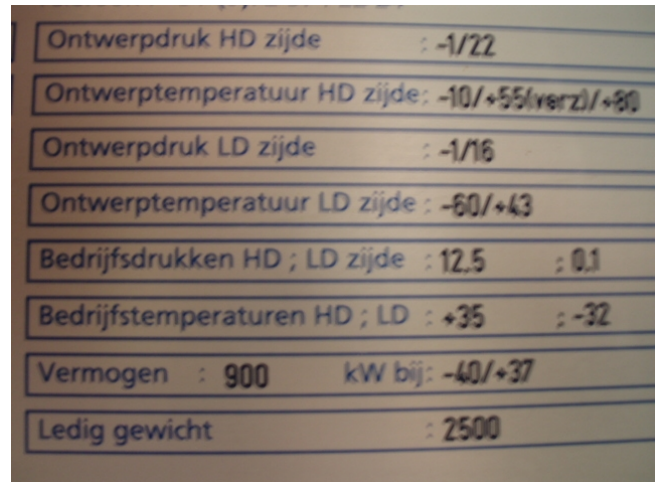 Ontwerpdruk HD zijde : -1/22
Ontwerptemperatuur HD zijde: -10/+55(verz)/+80
Ontwerpdruk LD zijde : -1/16
Ontwerptemperatuur LD zijde : -60/+43
Bedrijfsdrukken HD ; LD zijde : 12,5 : 0,1
Bedrijfstemperaturen HD ; LD : +35 : -32
Vermogen : 900 kW bij: -40/+37
Ledig gewicht : 2500